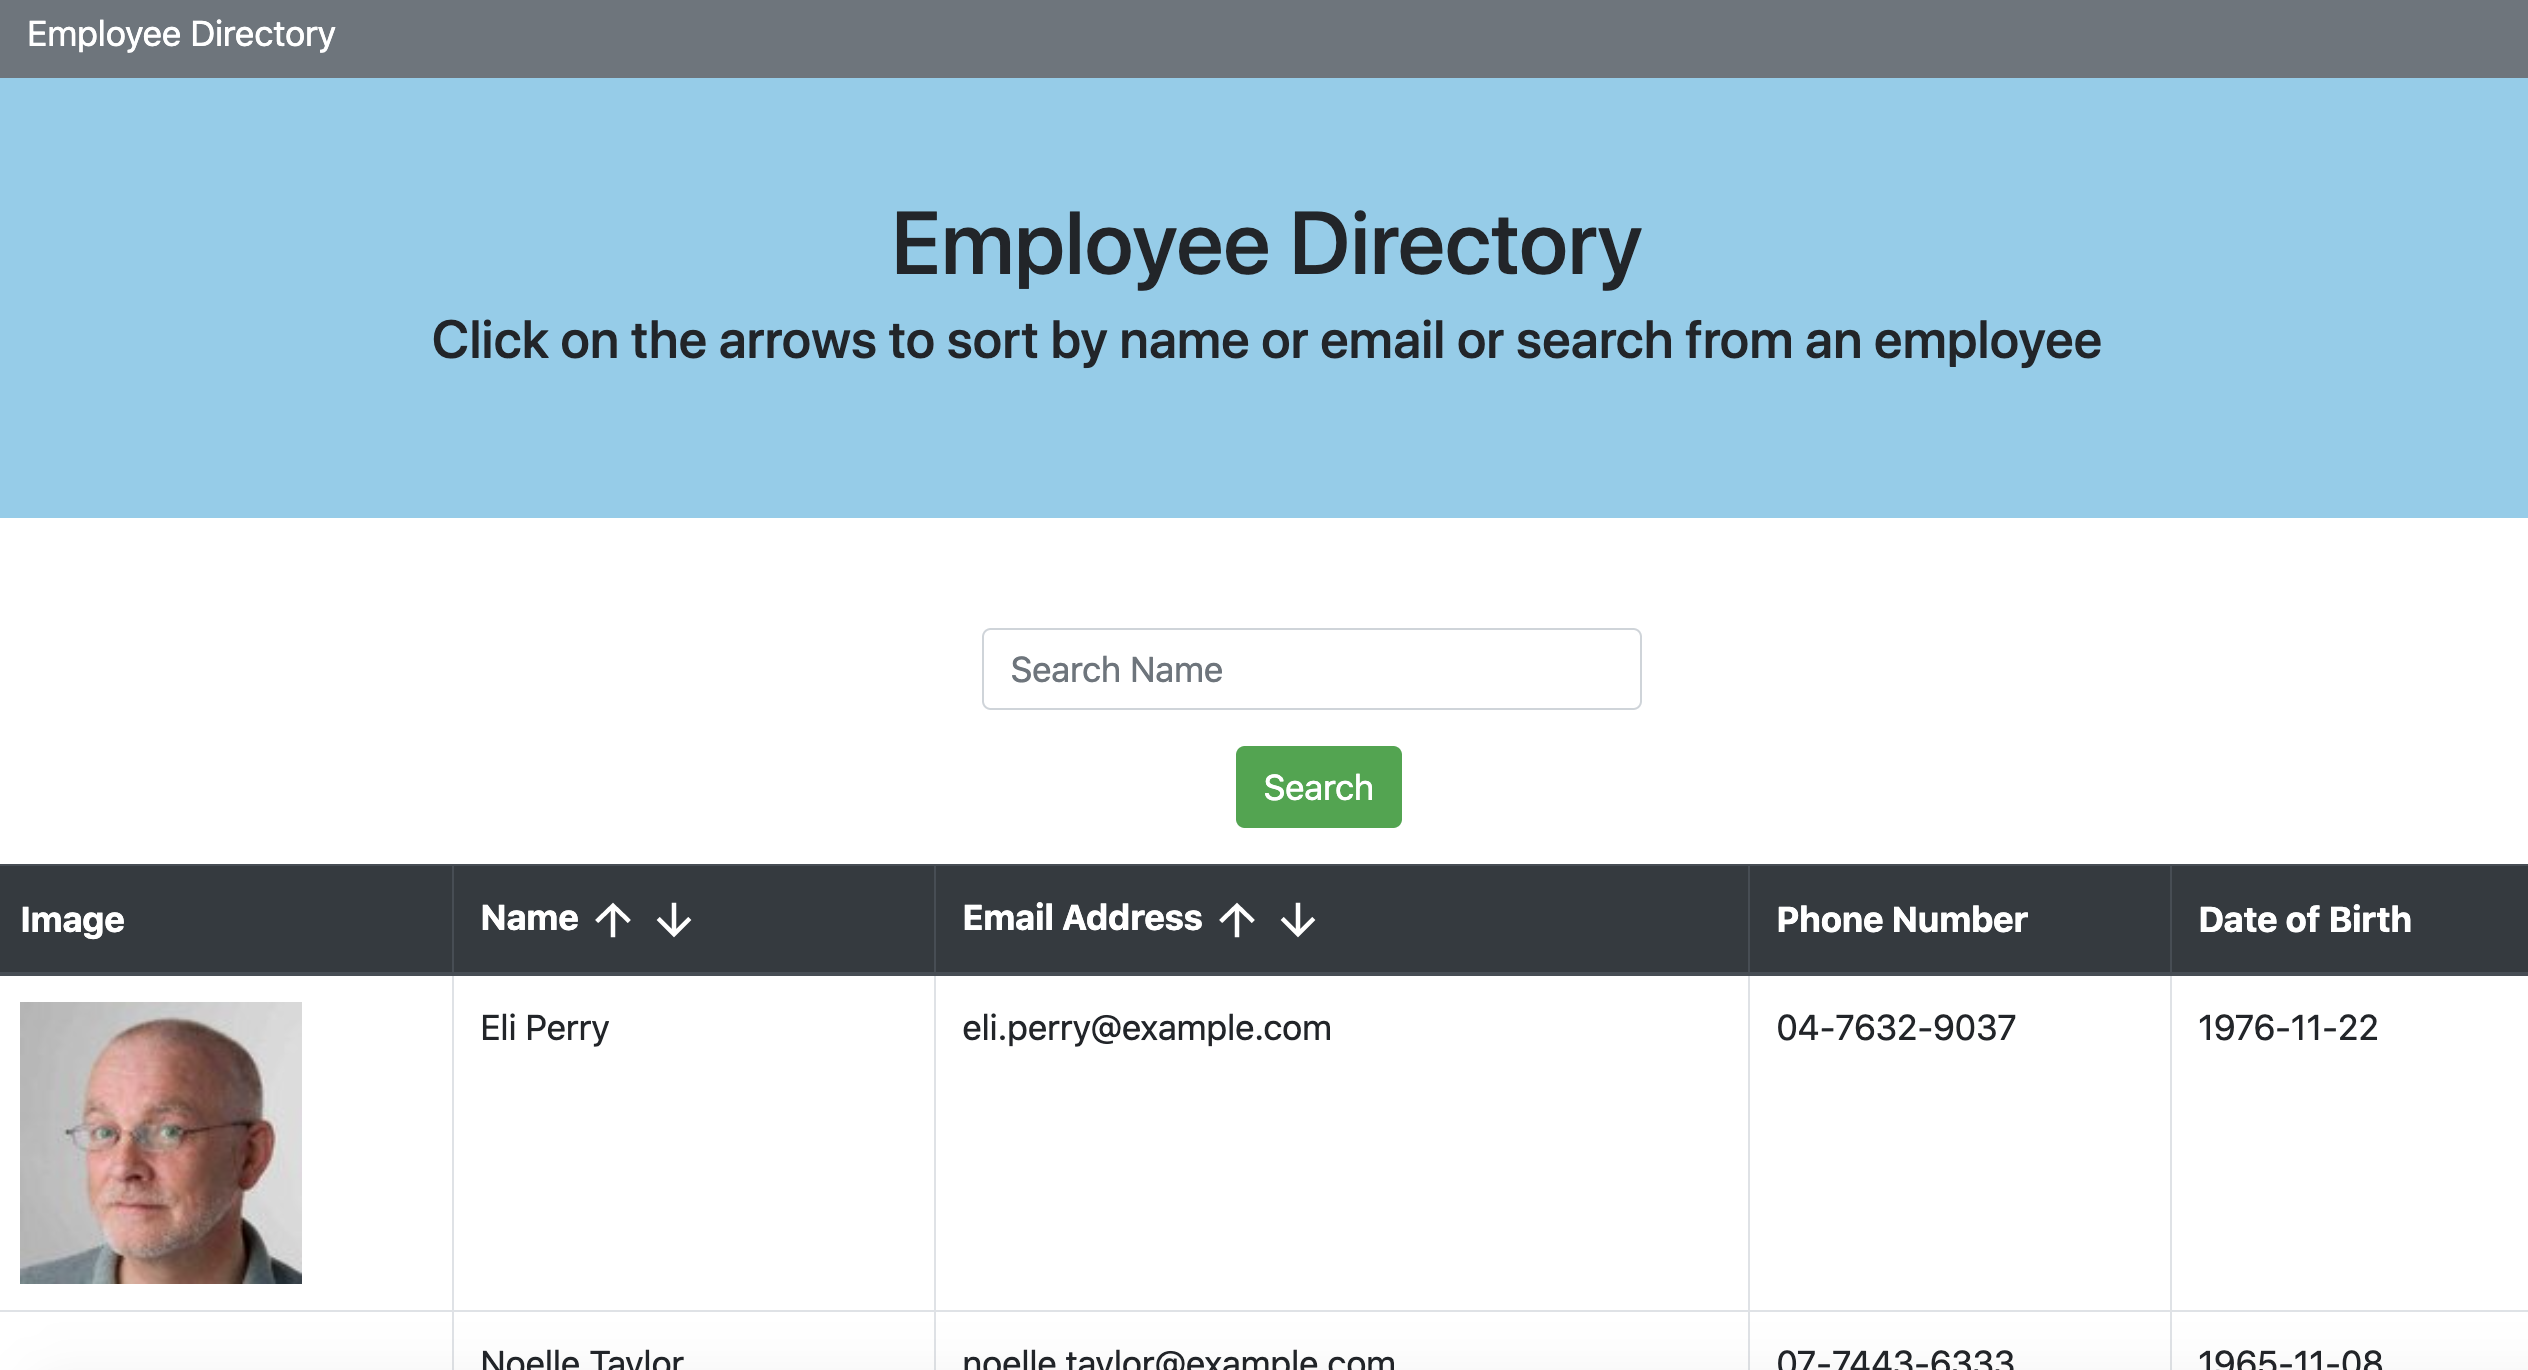 Employee Directory
Employee Directory
Click on the arrows to sort by name or email or search from an employee
Search Name
Search
Image Name ↑ ↓ Email Address ↑ ↓ Phone Number Date of Birth
Eli Perry eli.perry@example.com 04-7632-9037 1976-11-22
Noelle Taylor noelle.taylor@example.com 07-7443-6333 1965-11-08